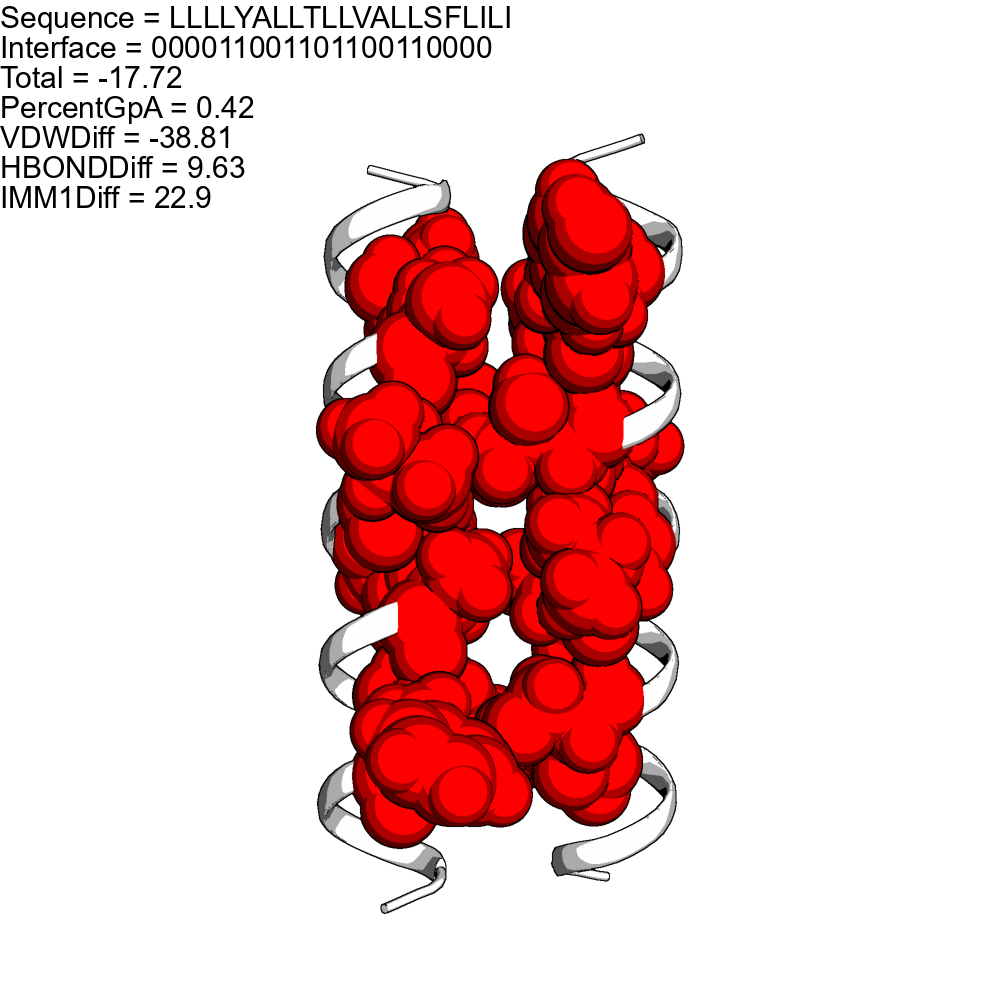 Sequence = LLLLYALLTLLVALLSFLILI
Interface = 000011001101100110000
Total = -17.72
PercentGpA = 0.42
VDWDiff = -38.81
HBONDDiff = 9.63
IMM1Diff = 22.9